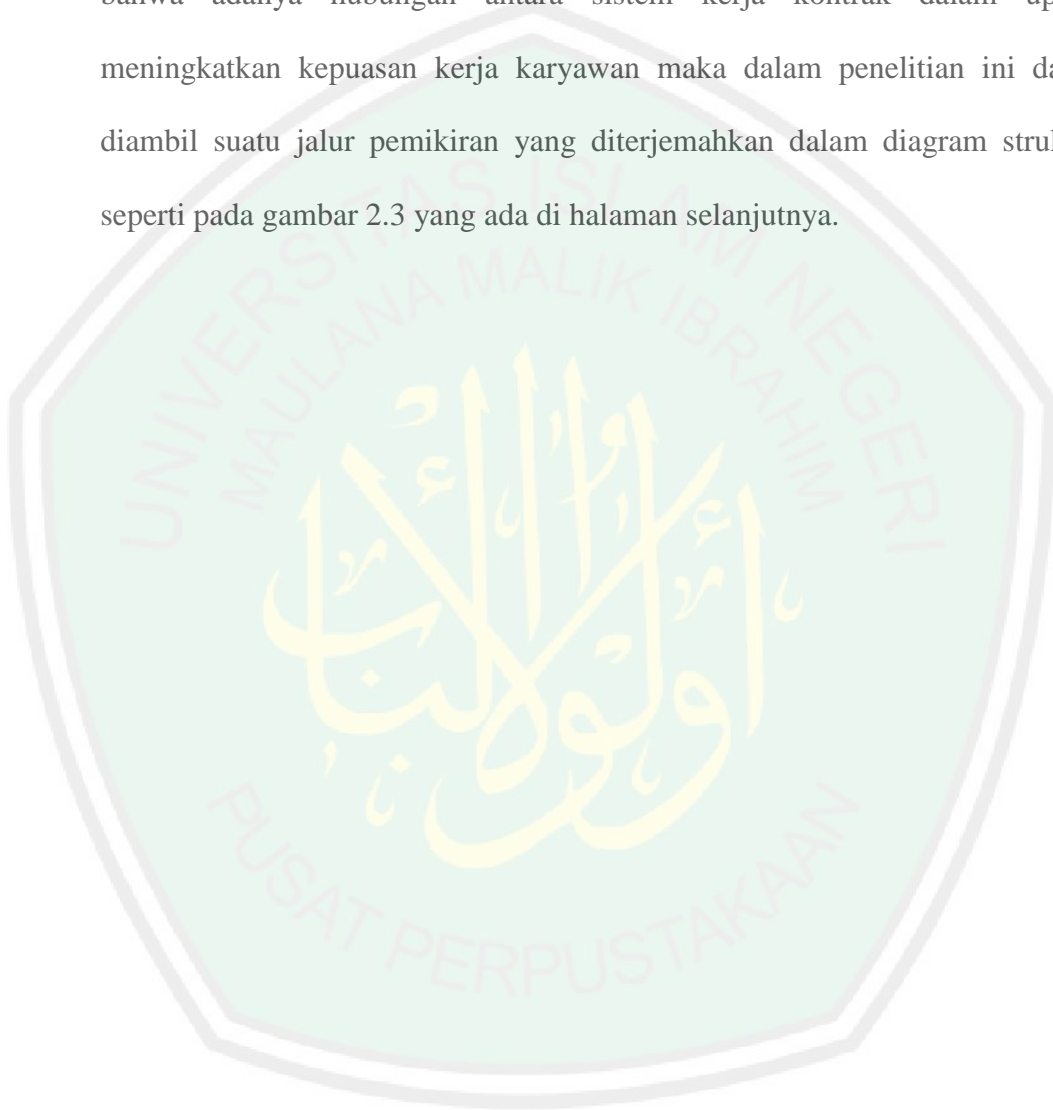 bahwa adanya hubungan antara sistem kerja kontrak dalam
meningkatkan kepuasan kerja karyawan maka dalam penelitian ini
diambil suatu jalur pemikiran yang diterjemahkan dalam diagram
seperti pada gambar 2.3 yang ada di halaman selanjutnya.
UNIVERSITAS ISLAM NEGERI
MAULANA MALIK IBRAHIM
أولوا الألباب
PUSAT PERPUSTAKAAN